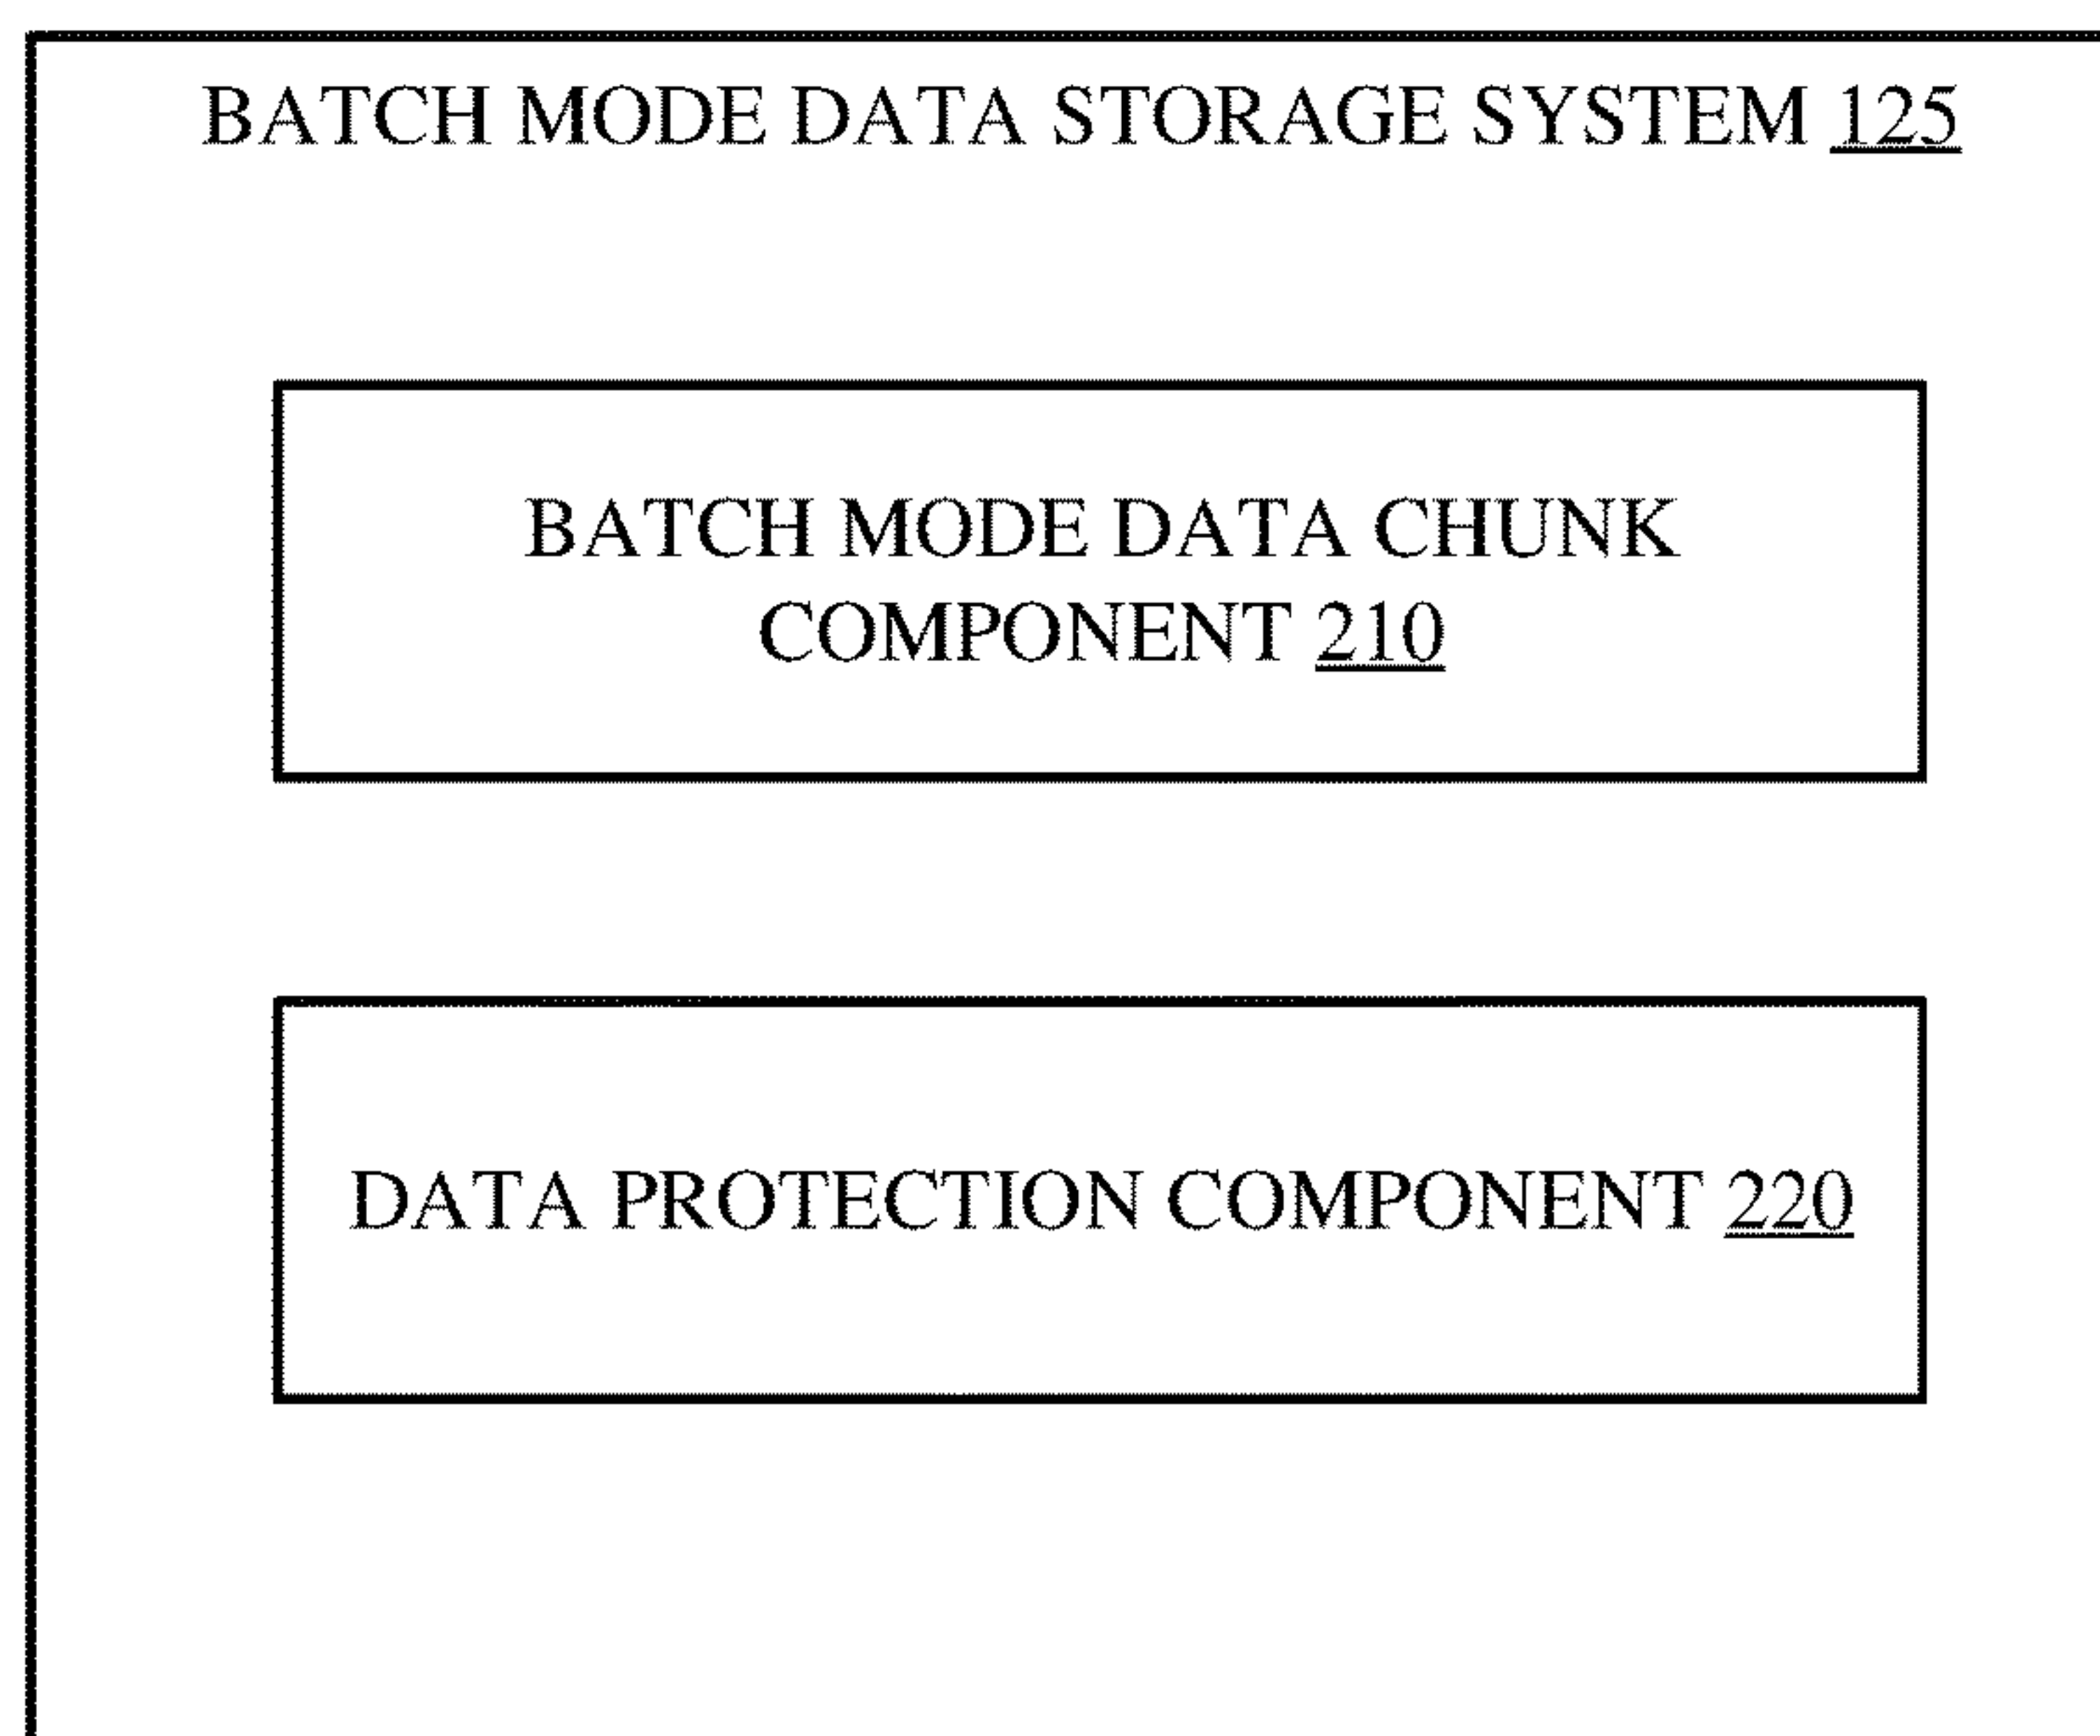 BATCH MODE DATA STORAGE SYSTEM 125
BATCH MODE DATA CHUNK
COMPONENT 210
DATA PROTECTION COMPONENT 220